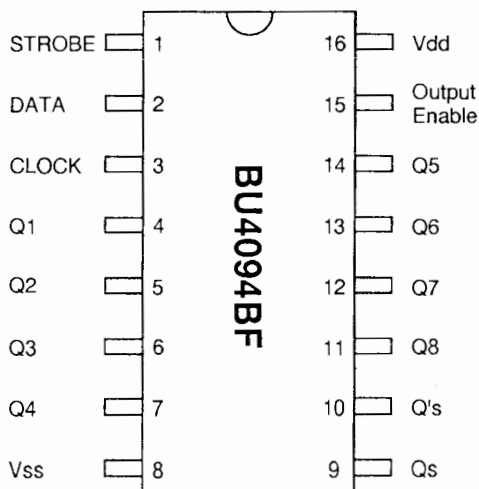 STROBE 1 16 Vdd
DATA 2 15 Output
Enable
CLOCK 3 14 Q5
Q1 4 13 Q6
Q2 5 12 Q7
Q3 6 11 Q8
Q4 7 10 Q's
Vss 8 9 Qs
BU4094BF